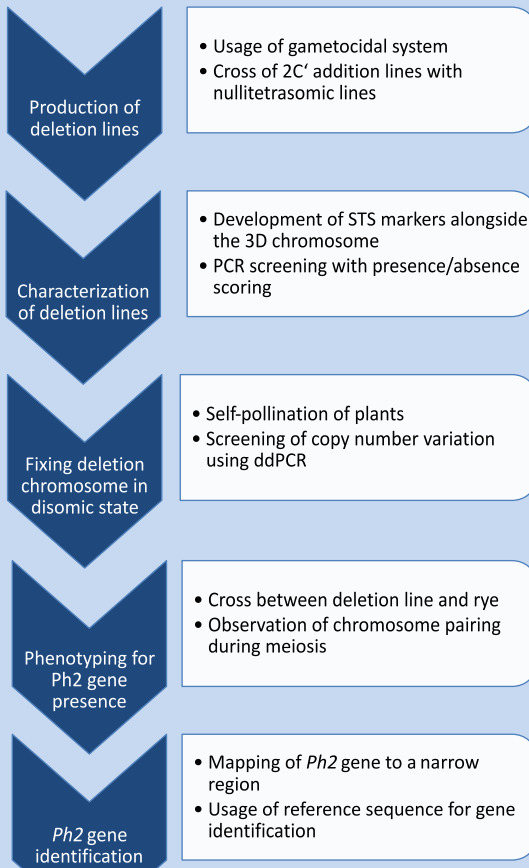 Production of
deletion lines
• Usage of gametocidal system
• Cross of 2C‘ addition lines with
nullitetrasomic lines
Characterization
of deletion lines
• Development of STS markers alongside
the 3D chromosome
• PCR screening with presence/absence
scoring
Fixing deletion
chromosome in
disomic state
• Self-pollination of plants
• Screening of copy number variation
using ddPCR
Phenotyping for
Ph2 gene
presence
• Cross between deletion line and rye
• Observation of chromosome pairing
during meiosis
Ph2 gene
identification
• Mapping of Ph2 gene to a narrow
region
• Usage of reference sequence for gene
identification